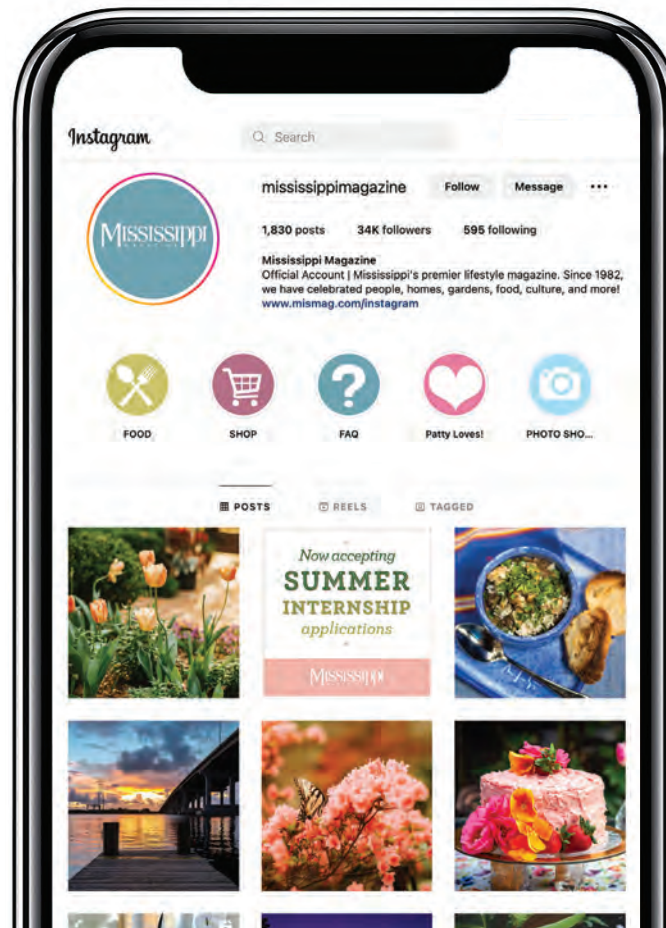 Instagram
Search
mississippimagazine Follow Message
1,830 posts 34K followers 595 following
Mississippi Magazine
Official Account | Mississippi's premier lifestyle magazine. Since 1982,
we have celebrated people, homes, gardens, food, culture, and more!
www.mismag.com/instagram
MISSISSIPPI
MAGAZINE
FOOD SHOP FAQ Patty Loves! PHOTO SHO...
POSTS REELS TAGGED
Now accepting
SUMMER
INTERNSHIP
applications
MISSISSIPPI